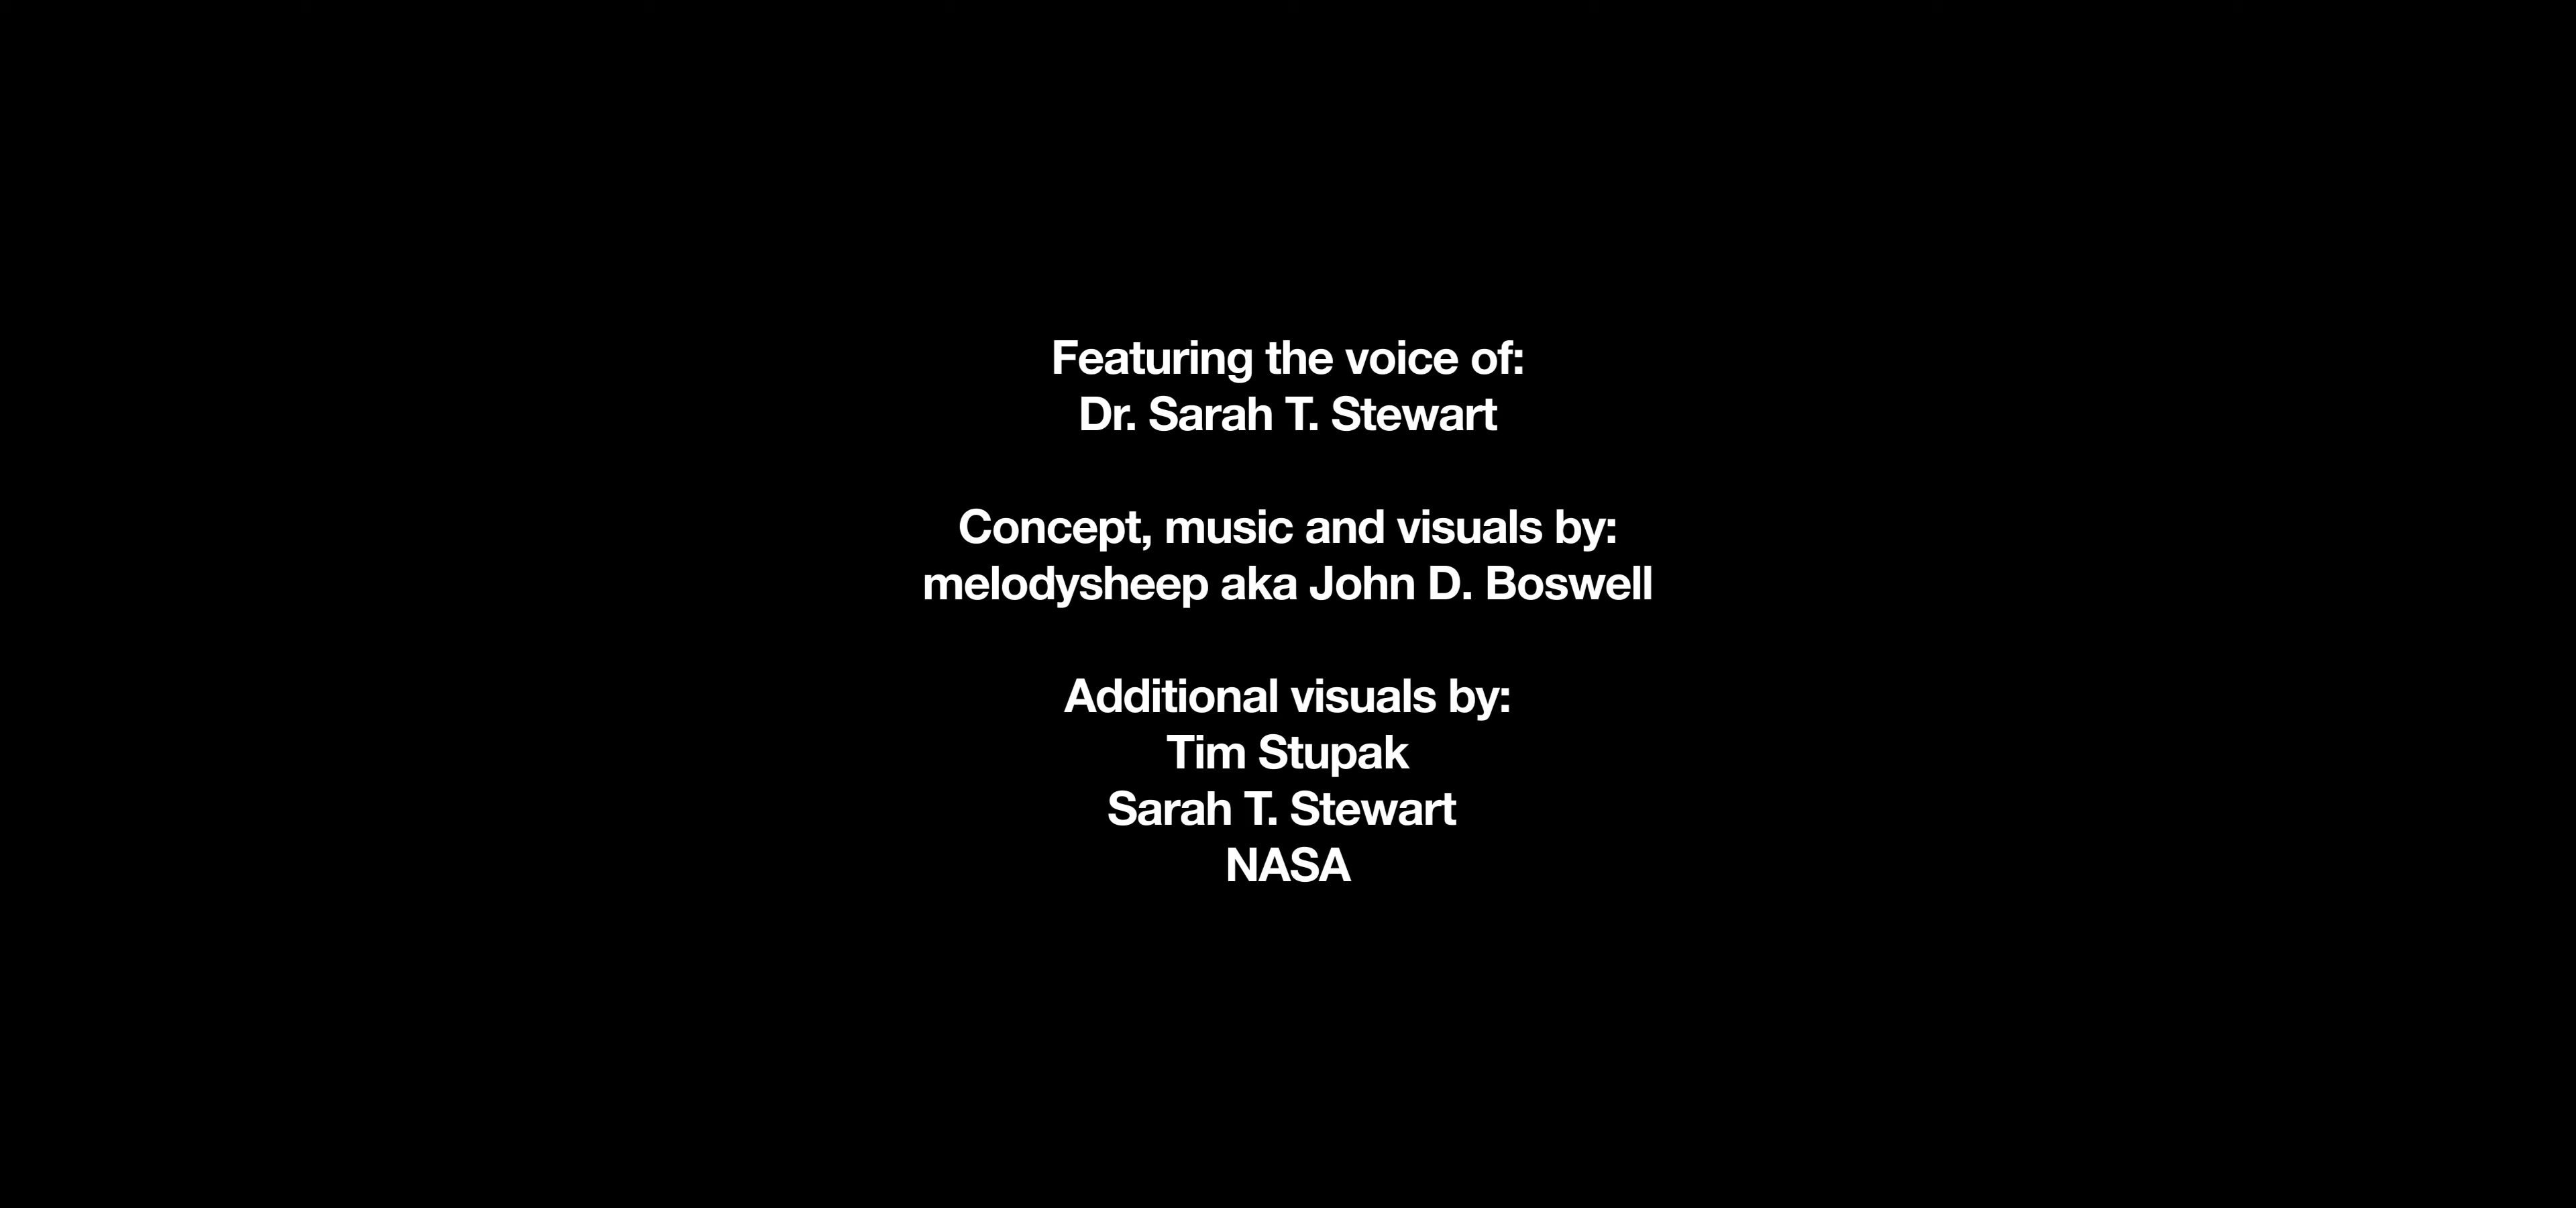 Featuring the voice of:
Dr. Sarah T. Stewart
Concept, music and visuals by:
melodysheep aka John D. Boswell
Additional visuals by:
Tim Stupak
Sarah T. Stewart
NASA